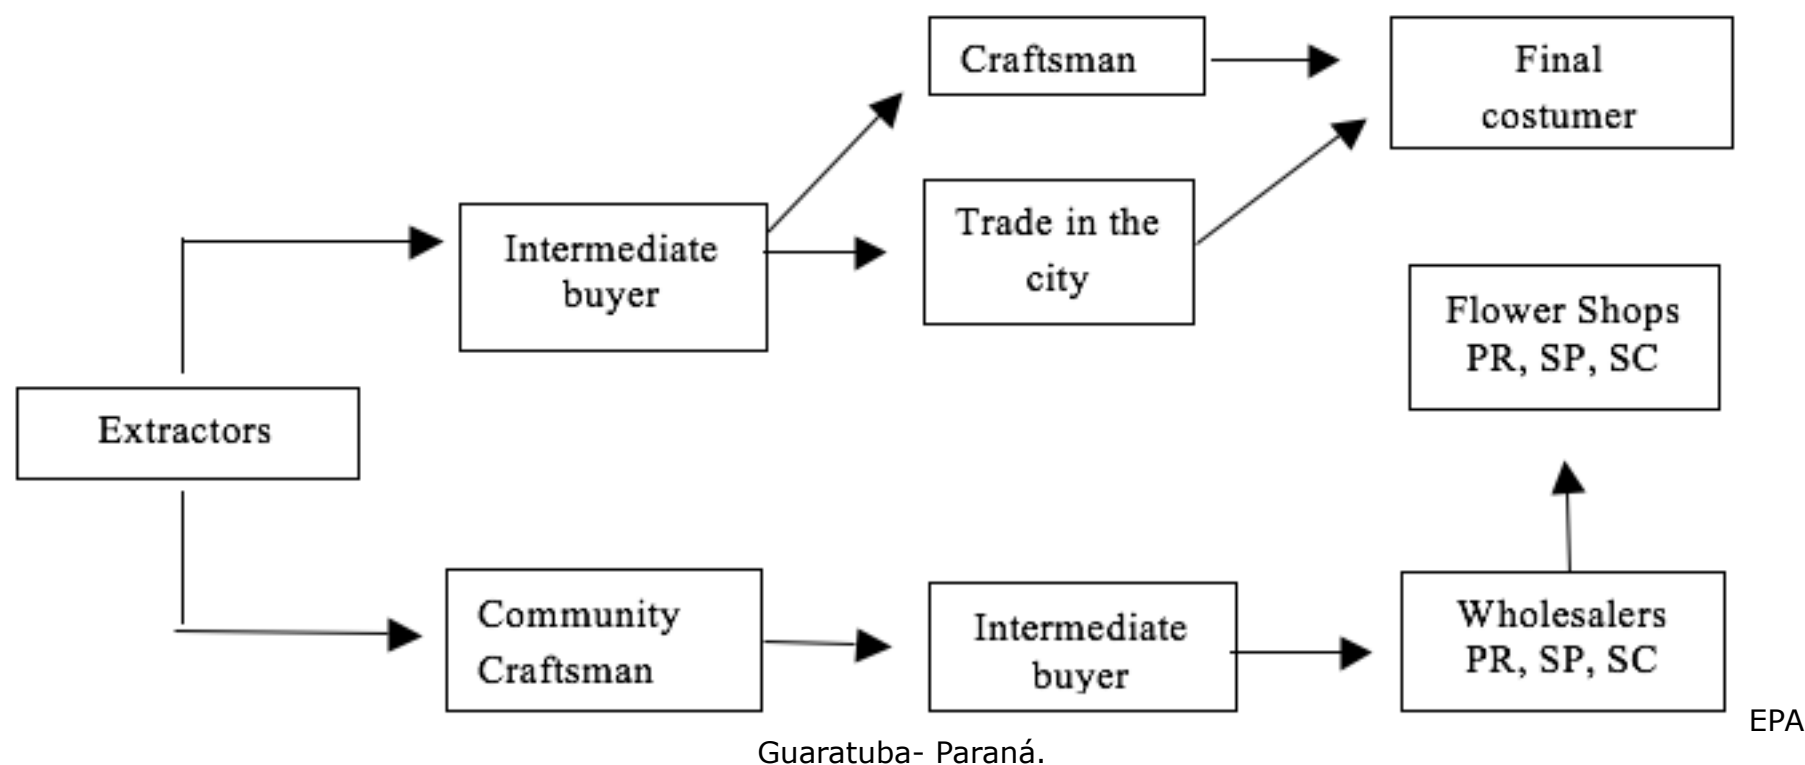 Craftsman
Final
costumer
Trade in the
city
Intermediate
buyer
Flower Shops
PR, SP, SC
Extractors
Community
Craftsman
Intermediate
buyer
Wholesalers
PR, SP, SC
EPA
Guaratuba- Paraná.